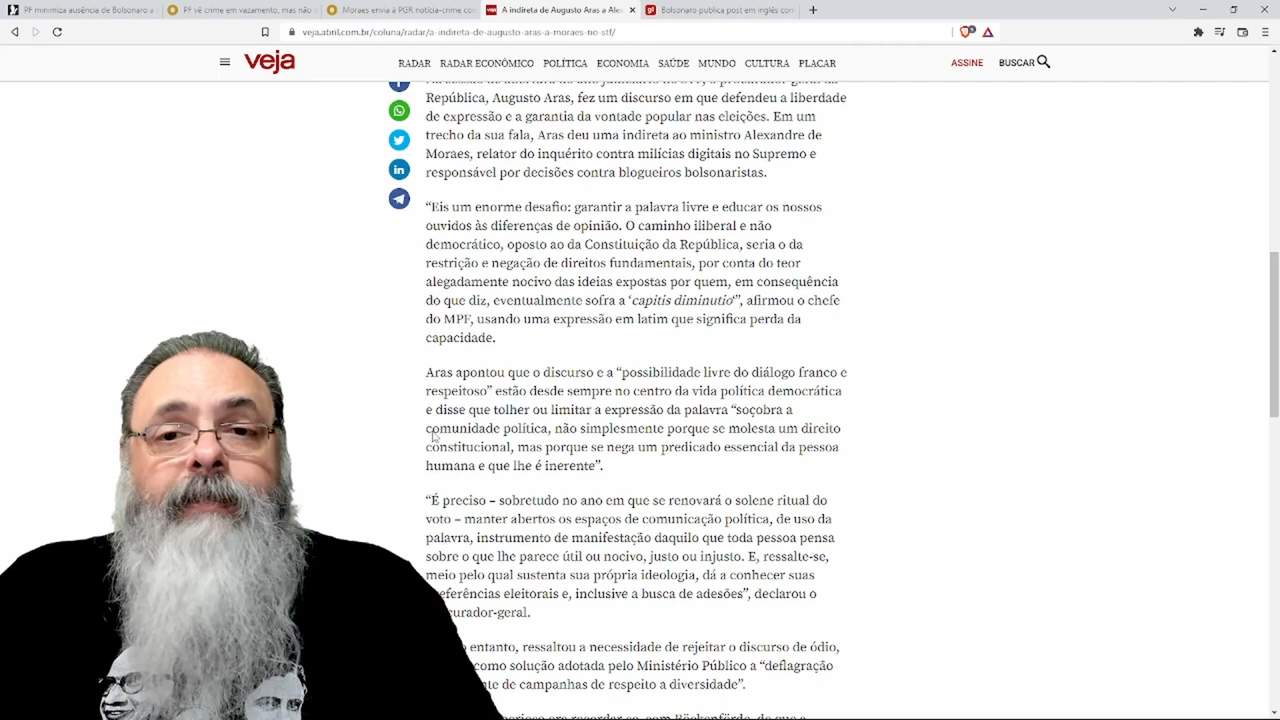 PF minimiza ausência de Bolsonaro a
PF vê crime em vazamento, mas não
Moraes envia à PGR notícia-crime con
A indireta de Augusto Aras a Ale
Bolsonaro publica post em inglês con
veja.abril.com.br/coluna/radar/a-indireta-de-augusto-aras-a-moraes-no-stf/
veja
RADAR RADAR ECONÔMICO POLÍTICA ECONOMIA SAÚDE MUNDO CULTURA PLACAR
ASSINE BUSCAR
República, Augusto Aras, fez um discurso em que defendeu a liberdade
de expressão e a garantia da vontade popular nas eleições. Em um
trecho da sua fala, Aras deu uma indireta ao ministro Alexandre de
Moraes, relator do inquérito contra milícias digitais no Supremo e
responsável por decisões contra blogueiros bolsonaristas.
“Eis um enorme desafio: garantir a palavra livre e educar os nossos
ouvidos às diferenças de opinião. O caminho iliberal e não
democrático, oposto ao da Constituição da República, seria o da
restrição e negação de direitos fundamentais, por conta do teor
alegadamente nocivo das ideias expostas por quem, em consequência
do que diz, eventualmente sofra a ‘capitis diminutio’”, afirmou o chefe
do MPF, usando uma expressão em latim que significa perda da
capacidade.
Aras apontou que o discurso e a “possibilidade livre do diálogo franco e
respeitoso” estão desde sempre no centro da vida política democrática
e disse que tolher ou limitar a expressão da palavra “soçobra a
comunidade política, não simplesmente porque se molesta um direito
constitucional, mas porque se nega um predicado essencial da pessoa
humana e que lhe é inerente”.
“É preciso – sobretudo no ano em que se renovará o solene ritual do
voto – manter abertos os espaços de comunicação política, de uso da
palavra, instrumento de manifestação daquilo que toda pessoa pensa
sobre o que lhe parece útil ou nocivo, justo ou injusto. E, ressalte-se,
meio pelo qual sustenta sua própria ideologia, dá a conhecer suas
eferências eleitorais e, inclusive a busca de adesões”, declarou o
curador-geral.
entanto, ressaltou a necessidade de rejeitar o discurso de ódio,
como solução adotada pelo Ministério Público a “deflagração
te de campanhas de respeito a diversidade”.